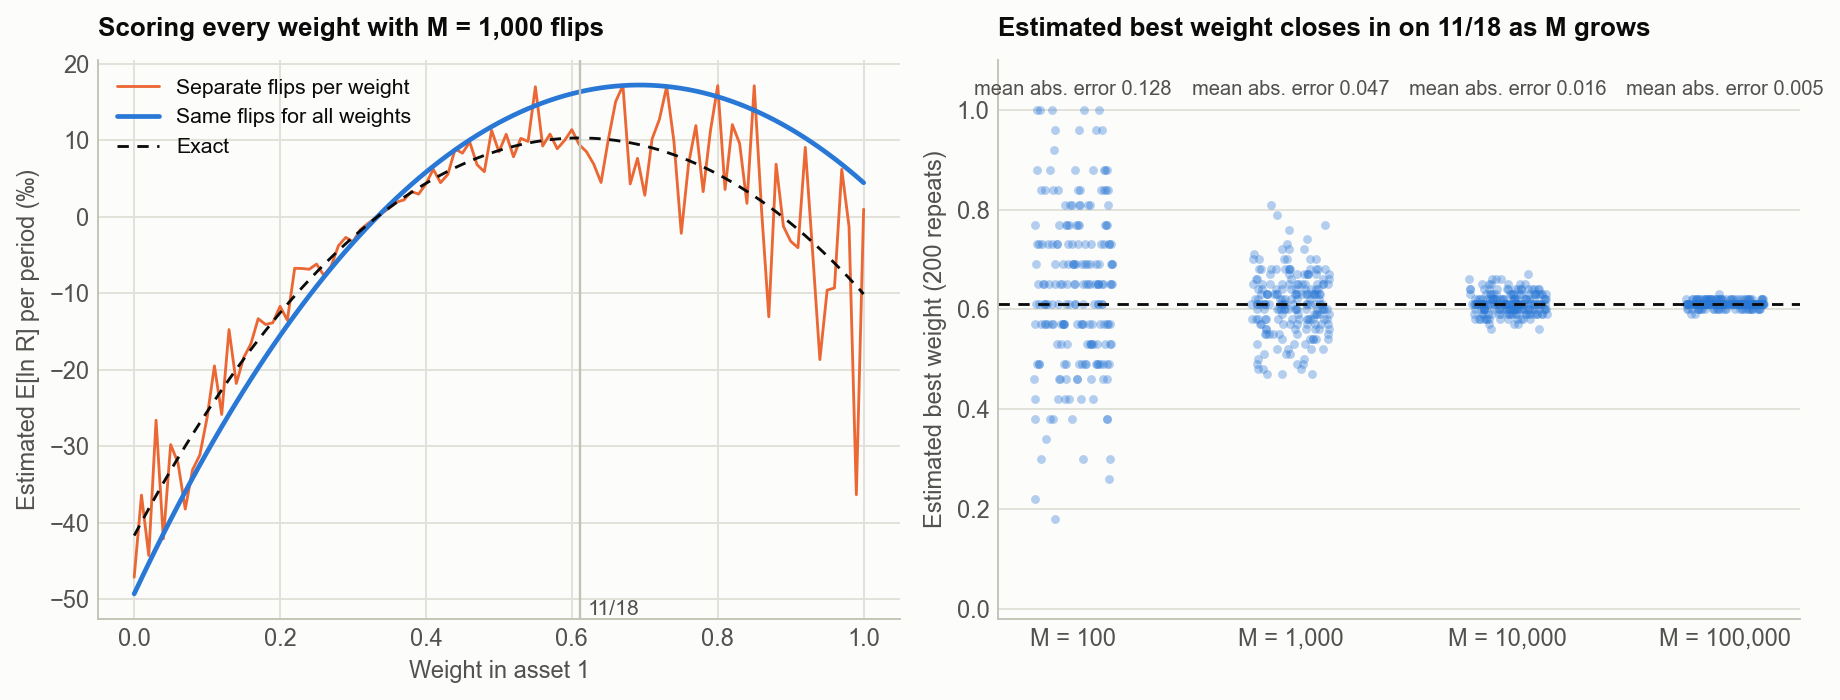 Scoring every weight with M = 1,000 flips
Estimated E[ln R] per period (‰)
20
10
0
−10
−20
−30
−40
−50
Separate flips per weight
Same flips for all weights
Exact
11/18
0.0 0.2 0.4 0.6 0.8 1.0
Weight in asset 1
Estimated best weight closes in on 11/18 as M grows
Estimated best weight (200 repeats)
mean abs. error 0.128 mean abs. error 0.047 mean abs. error 0.016 mean abs. error 0.005
1.0
0.8
0.6
0.4
0.2
0.0
M = 100 M = 1,000 M = 10,000 M = 100,000